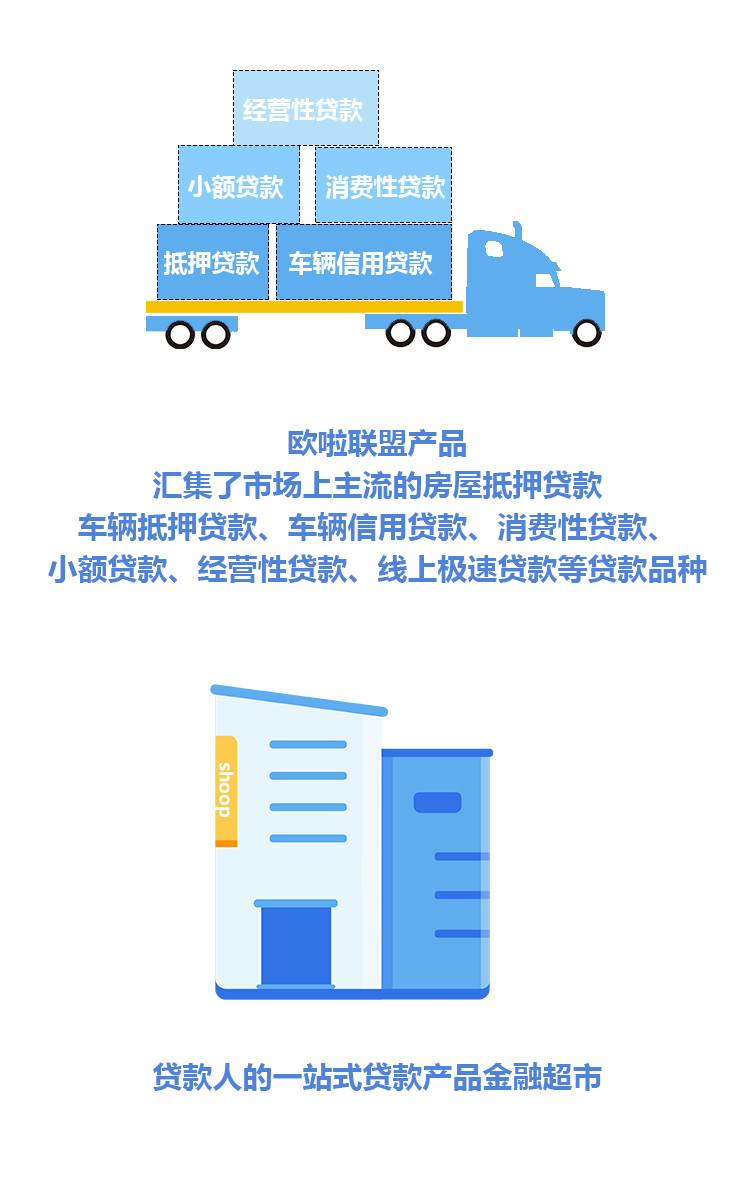 经营性贷款
小额贷款
消费性贷款
抵押贷款
车辆信用贷款
欧啦联盟产品
汇集了市场上主流的房屋抵押贷款
车辆抵押贷款、车辆信用贷款、消费性贷款、
小额贷款、经营性贷款、线上极速贷款等贷款品种
shoop
贷款人的一站式贷款产品金融超市